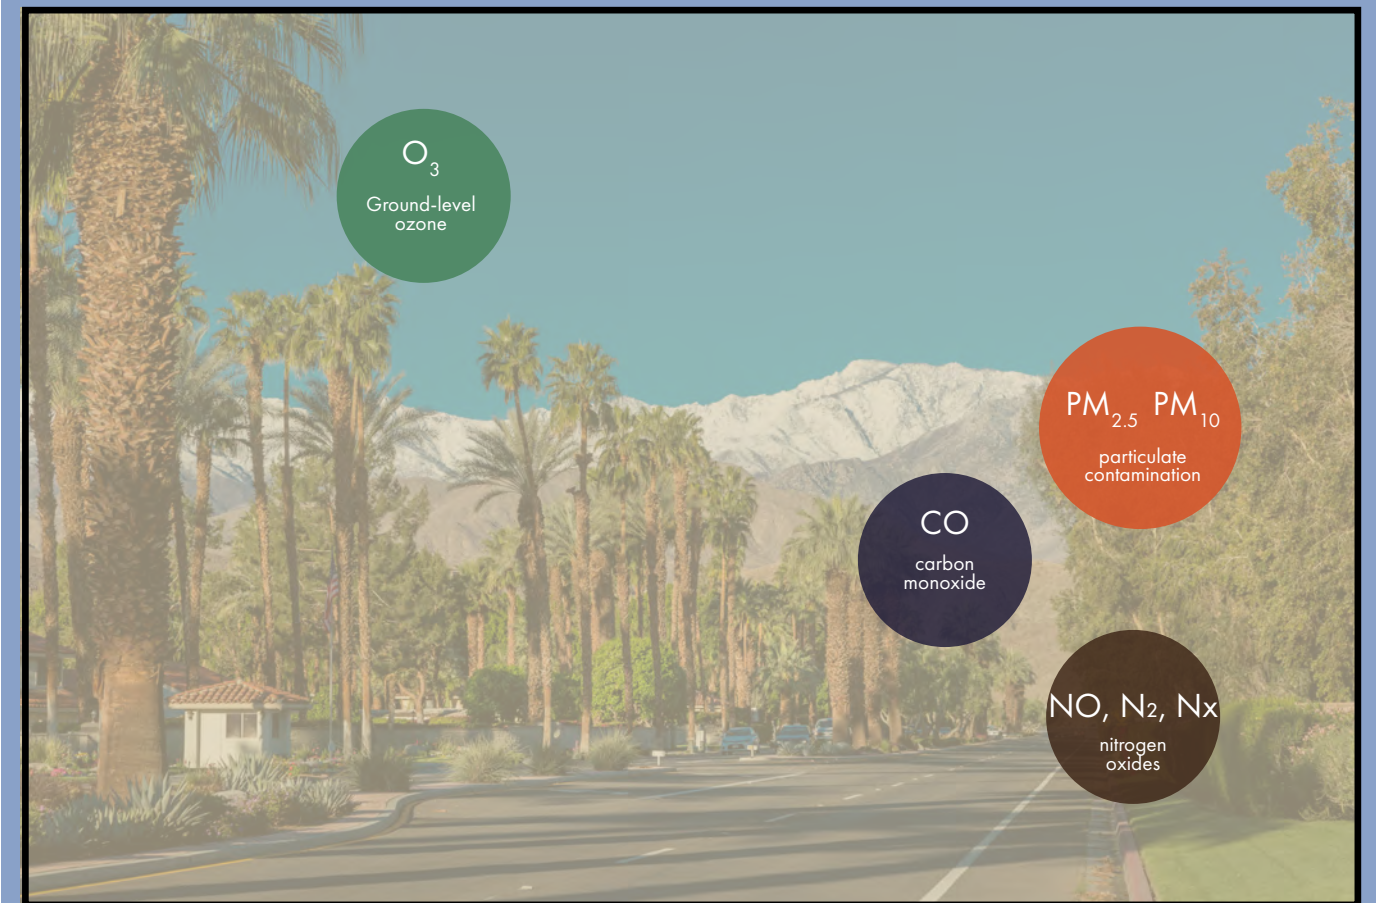 O₃
Ground-level
ozone
PM₂.₅ PM₁₀
particulate
contamination
CO
carbon
monoxide
NO, N₂, Nx
nitrogen
oxides